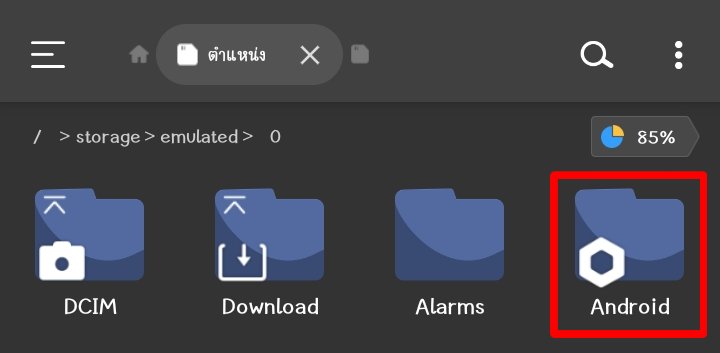 ตำแหน่ง
/ > storage > emulated > 0
85%
DCIM
Download
Alarms
Android